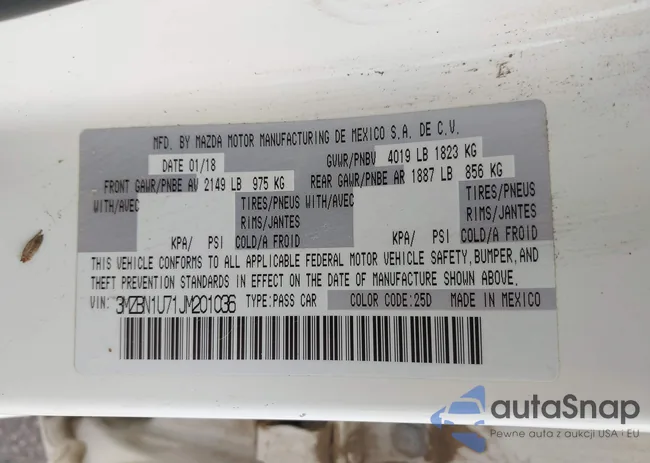 MFD. BY MAZDA MOTOR MANUFACTURING DE MEXICO S.A. DE C.V.
DATE 01/18 GVWR/PNBV 4019 LB 1823 KG
FRONT GAWR/PNBE AV 2149 LB 975 KG REAR GAWR/PNBE AR 1887 LB 856 KG
WITH/AVEC TIRES/PNEUS WITH/AVEC TIRES/PNEUS
RIMS/JANTES RIMS/JANTES
KPA/ PSI COLD/A FROID KPA/ PSI COLD/A FROID
THIS VEHICLE CONFORMS TO ALL APPLICABLE FEDERAL MOTOR VEHICLE SAFETY, BUMPER, AND
THEFT PREVENTION STANDARDS IN EFFECT ON THE DATE OF MANUFACTURE SHOWN ABOVE.
VIN: 3MZBN1U71JM201036 TYPE:PASS CAR COLOR CODE:25D MADE IN MEXICO
autaSnap
Pewne auta z aukcji USA i EU